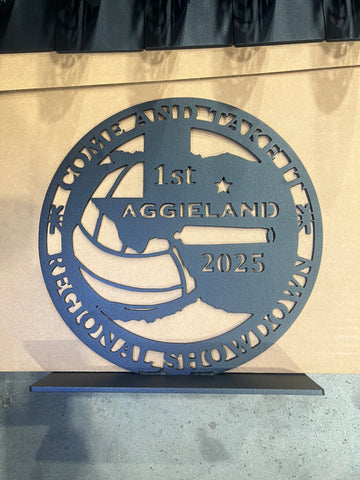 COME AND TAKE IT
1st
AGGIELAND
2025
REGIONAL SHOWDOWN